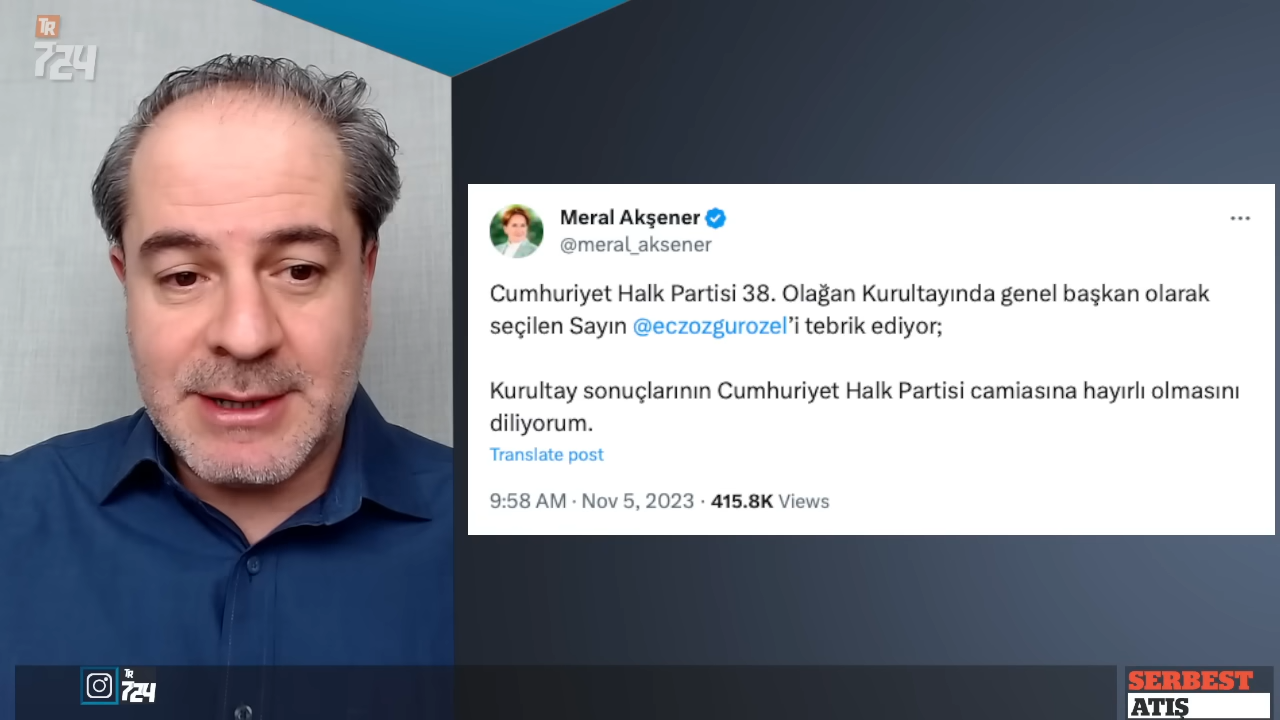 TR
724
Meral Akşener
@meral_aksener
Cumhuriyet Halk Partisi 38. Olağan Kurultayında genel başkan olarak
seçilen Sayın @eczozgurozel’i tebrik ediyor;
Kurultay sonuçlarının Cumhuriyet Halk Partisi camiasına hayırlı olmasını
diliyorum.
Translate post
9:58 AM · Nov 5, 2023 · 415.8K Views
TR
724
SERBEST
ATIŞ